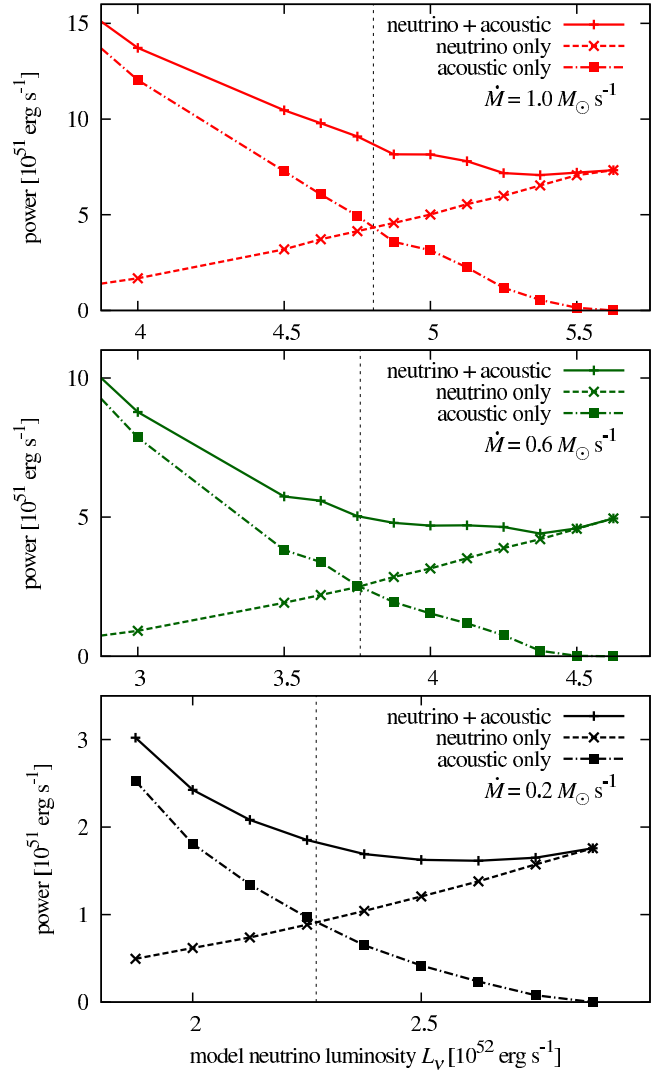 neutrino + acoustic
neutrino only
acoustic only
Ṁ = 1.0 M☉ s⁻¹
power [10⁵¹ erg s⁻¹]
15
10
5
0
4 4.5 5 5.5
neutrino + acoustic
neutrino only
acoustic only
Ṁ = 0.6 M☉ s⁻¹
power [10⁵¹ erg s⁻¹]
10
5
0
3 3.5 4 4.5
neutrino + acoustic
neutrino only
acoustic only
Ṁ = 0.2 M☉ s⁻¹
power [10⁵¹ erg s⁻¹]
3
2
1
0
2 2.5
model neutrino luminosity Lν [10⁵² erg s⁻¹]